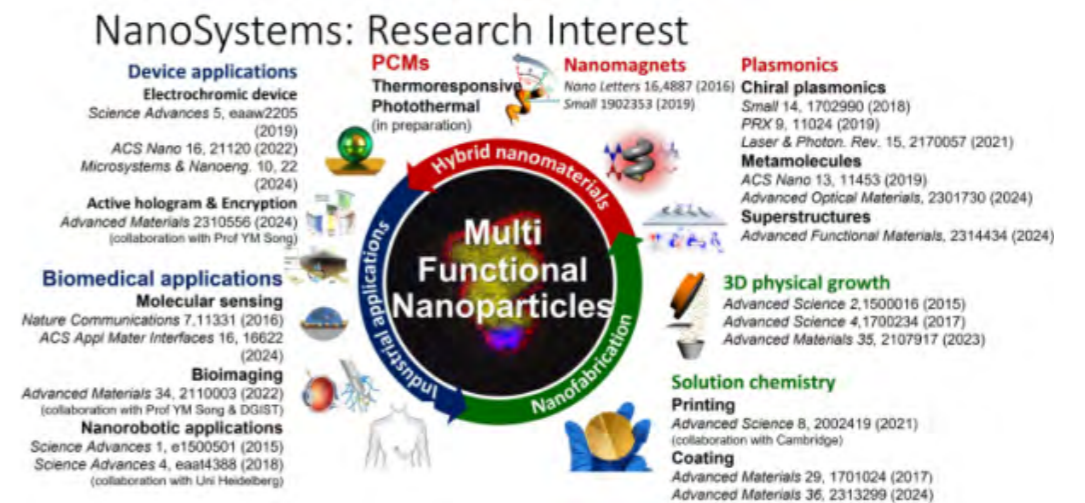 NanoSystems: Research Interest
Device applications
Electrochromic device
Science Advances 5, eaaw2205
(2019)
ACS Nano 16, 21120 (2022)
Microsystems & Nanoeng. 10, 22
(2024)
Active hologram & Encryption
Advanced Materials 2310556 (2024)
(collaboration with Prof YM Song)
Biomedical applications
Molecular sensing
Nature Communications 7,11331 (2016)
ACS Appl Mater Interfaces 16, 16622
(2024)
Bioimaging
Advanced Materials 34, 2110003 (2022)
(collaboration with Prof YM Song & DGIST)
Nanorobotic applications
Science Advances 1, e1500501 (2015)
Science Advances 4, eaat4388 (2018)
(collaboration with Uni Heidelberg)
PCMs
Thermoresponsive
Photothermal
(in preparation)
Nanomagnets
Nano Letters 16,4887 (2016)
Small 1902353 (2019)
Hybrid nanomaterials
Industrial applications
Nanofabrication
Multi
Functional
Nanoparticles
Plasmonics
Chiral plasmonics
Small 14, 1702990 (2018)
PRX 9, 11024 (2019)
Laser & Photon. Rev. 15, 2170057 (2021)
Metamolecules
ACS Nano 13, 11453 (2019)
Advanced Optical Materials, 2301730 (2024)
Superstructures
Advanced Functional Materials, 2314434 (2024)
3D physical growth
Advanced Science 2,1500016 (2015)
Advanced Science 4,1700234 (2017)
Advanced Materials 35, 2107917 (2023)
Solution chemistry
Printing
Advanced Science 8, 2002419 (2021)
(collaboration with Cambridge)
Coating
Advanced Materials 29, 1701024 (2017)
Advanced Materials 36, 2313299 (2024)